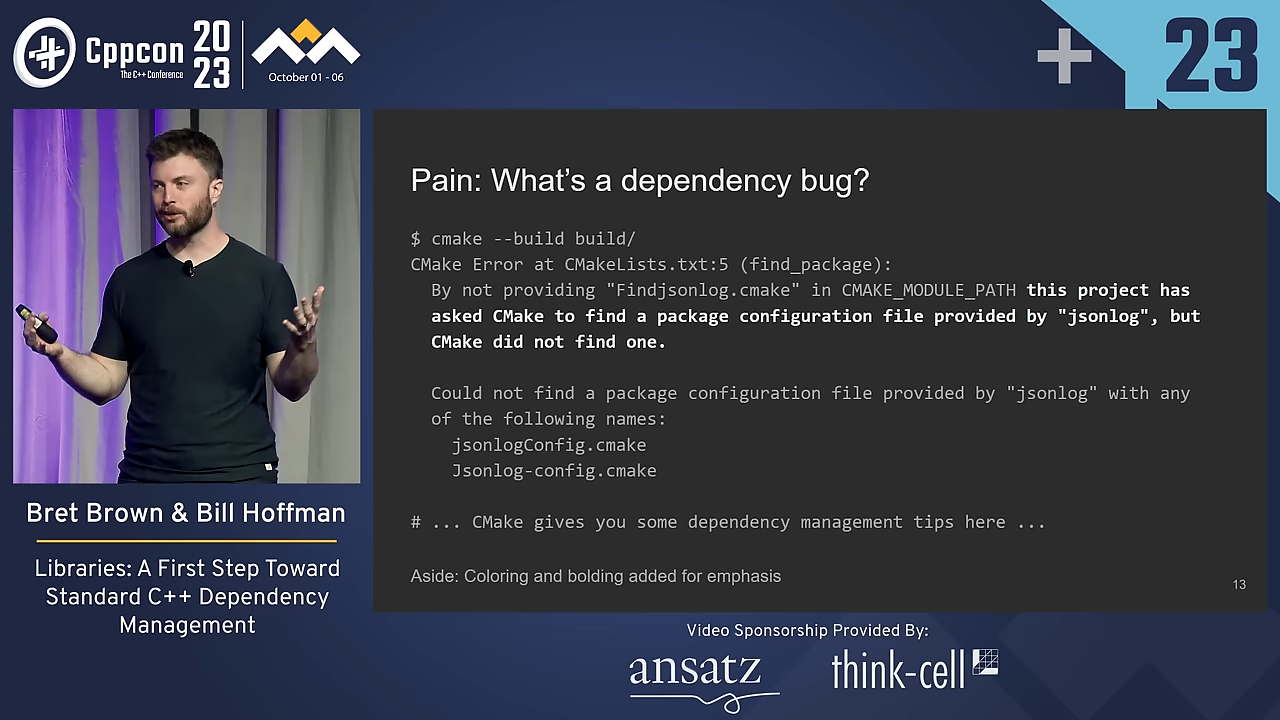 Cppcon
The C++ Conference
20
23
October 01 - 06
23
Pain: What's a dependency bug?
$ cmake --build build/
CMake Error at CMakeLists.txt:5 (find_package):
By not providing "Findjsonlog.cmake" in CMAKE_MODULE_PATH this project has
asked CMake to find a package configuration file provided by "jsonlog", but
CMake did not find one.
Could not find a package configuration file provided by "jsonlog" with any
of the following names:
jsonlogConfig.cmake
Jsonlog-config.cmake
# ... CMake gives you some dependency management tips here ...
Aside: Coloring and bolding added for emphasis
13
Bret Brown & Bill Hoffman
Libraries: A First Step Toward
Standard C++ Dependency
Management
Video Sponsorship Provided By:
ansatz
think-cell